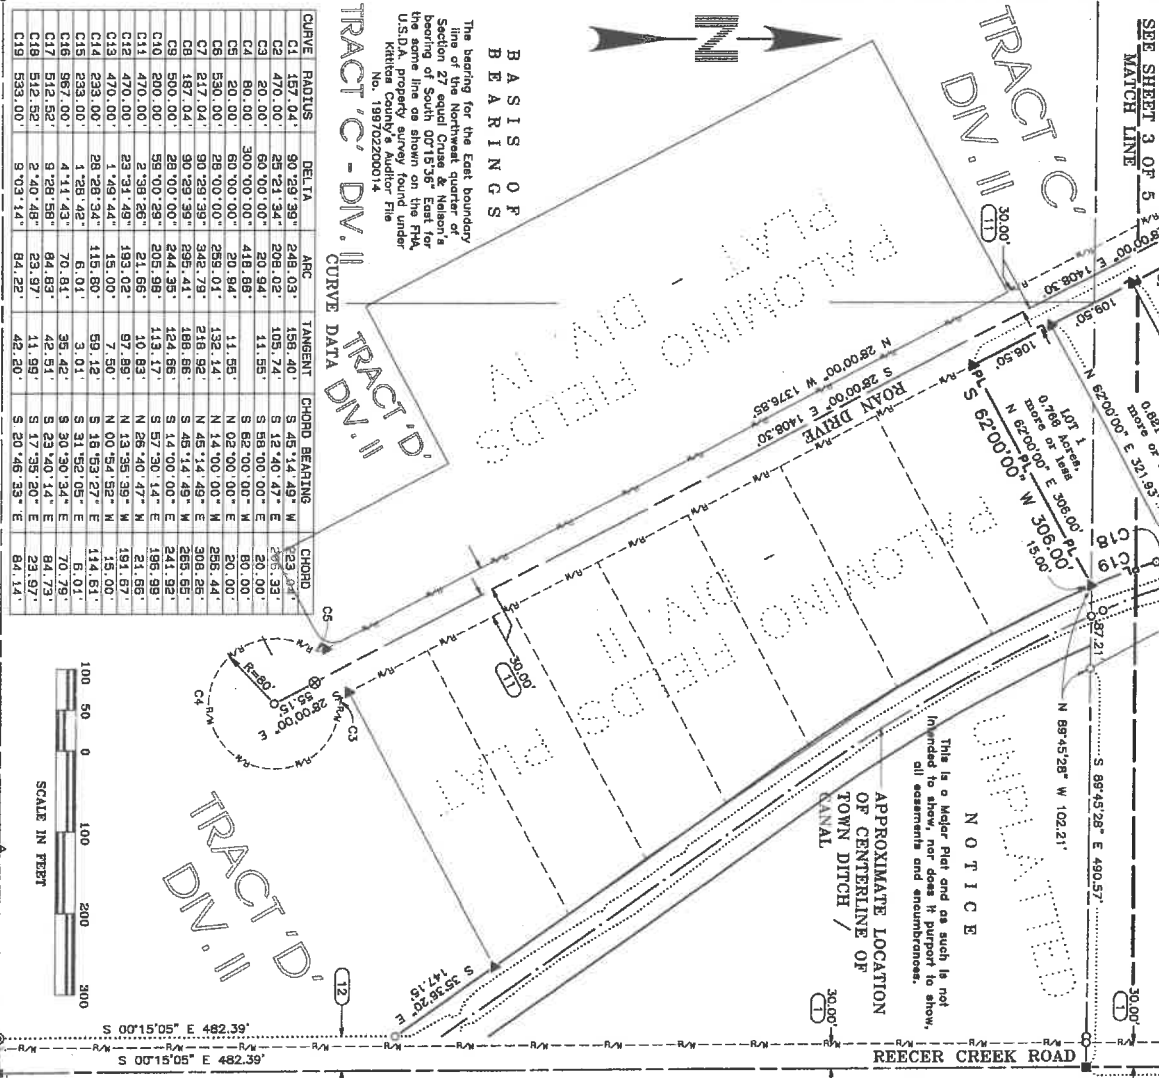 SEE SHEET 3 OF 5
MATCH LINE
TRACT 'C'
DIV. II
N
BASIS OF
BEARINGS
The bearing for the East boundary
line of the Northwest quarter of
Section 27 equal Cruse & Nelson's
bearing of South 00°15'36" East for
the same line as shown on the FHA,
U.S.D.A. property survey found under
Kittitas County's Auditor File
No. 199702200014
TRACT 'C' - DIV. II
CURVE DATA
CURVE RADIUS DELTA ARC TANGENT CHORD BEARING CHORD
C1 157.04' 90°29'39" 248.03' 158.40' S 45°14'49" W
C2 470.00' 25°21'34" 208.02' 105.74' S 12°40'47" E
C3 20.00' 60°00'00" 20.94' 11.55' S 58°00'00" E 20.00'
C4 80.00' 300°00'00" 418.88' S 62°00'00" W 80.00'
C5 20.00' 60°00'00" 20.94' 11.55' N 02°00'00" E 20.00'
C6 530.00' 28°00'00" 259.01' 132.14' N 14°00'00" W 256.44'
C7 217.04' 90°29'39" 342.79' 218.92' N 45°14'49" E 308.26'
C8 187.04' 90°29'39" 295.41' 188.66' S 45°14'49" W 265.65'
C9 500.00' 28°00'00" 244.35' 124.66' S 14°00'00" E 241.92'
C10 200.00' 59°00'29" 205.98' 113.17' S 57°30'14" E 196.99'
C11 470.00' 2°38'26" 21.66' 10.83' N 26°40'47" W 21.66'
C12 470.00' 23°31'49" 193.02' 97.89' N 13°35'39" W 191.67'
C13 470.00' 1°49'44" 15.00' 7.50' N 00°54'52" W 15.00'
C14 233.00' 28°28'34" 115.80' 59.12' S 16°53'27" E 114.61'
C15 233.00' 1°28'42" 6.01' 3.01' S 31°52'05" E 6.01'
C16 967.00' 4°11'43" 70.81' 35.42' S 30°30'34" E 70.79'
C17 512.52' 9°28'58" 84.83' 42.51' S 23°40'14" E 84.73'
C18 512.52' 2°40'48" 23.97' 11.99' S 17°35'20" E 23.97'
C19 533.00' 9°03'14" 84.22' 42.20' S 20°46'33" E 84.14'
TRACT 'D'
DIV. II
PALOMINO FIELDS
PLAT - DIV. IV
30.00'
11
E 1408.30'
109.50'
106.50'
N 62°00'00" E 321.93'
more or
LOT 1
0.766 Acres,
more or less
N 62°00'00" E 306.00'
PL
S 62°00'00" W 306.00'
PL
15.00'
C18
C19
N 28°00'00" W 1376.85'
S 28°00'00" E 1408.30'
ROAN DRIVE
PALOMINO FIELDS PLAT
- DIV. III
30.00'
11
C5
R=80'
C4
55.15'
28°00'00" E
C3
87.21'
N 89°45'28" W 102.21'
S 89°45'28" E 490.57'
UNPLATTED
NOTICE
This is a Major Plat and as such is not
intended to show, nor does it purport to show,
all easements and encumbrances.
APPROXIMATE LOCATION
OF CENTERLINE OF
TOWN DITCH /
CANAL
TRACT 'D'
DIV. II
S 35°36'20" E
147.15'
12
30.00'
1
30.00'
1
100 50 0 100 200 300
SCALE IN FEET
S 00°15'05" E 482.39'
S 00°15'05" E 482.39'
R/W
REECER CREEK ROAD